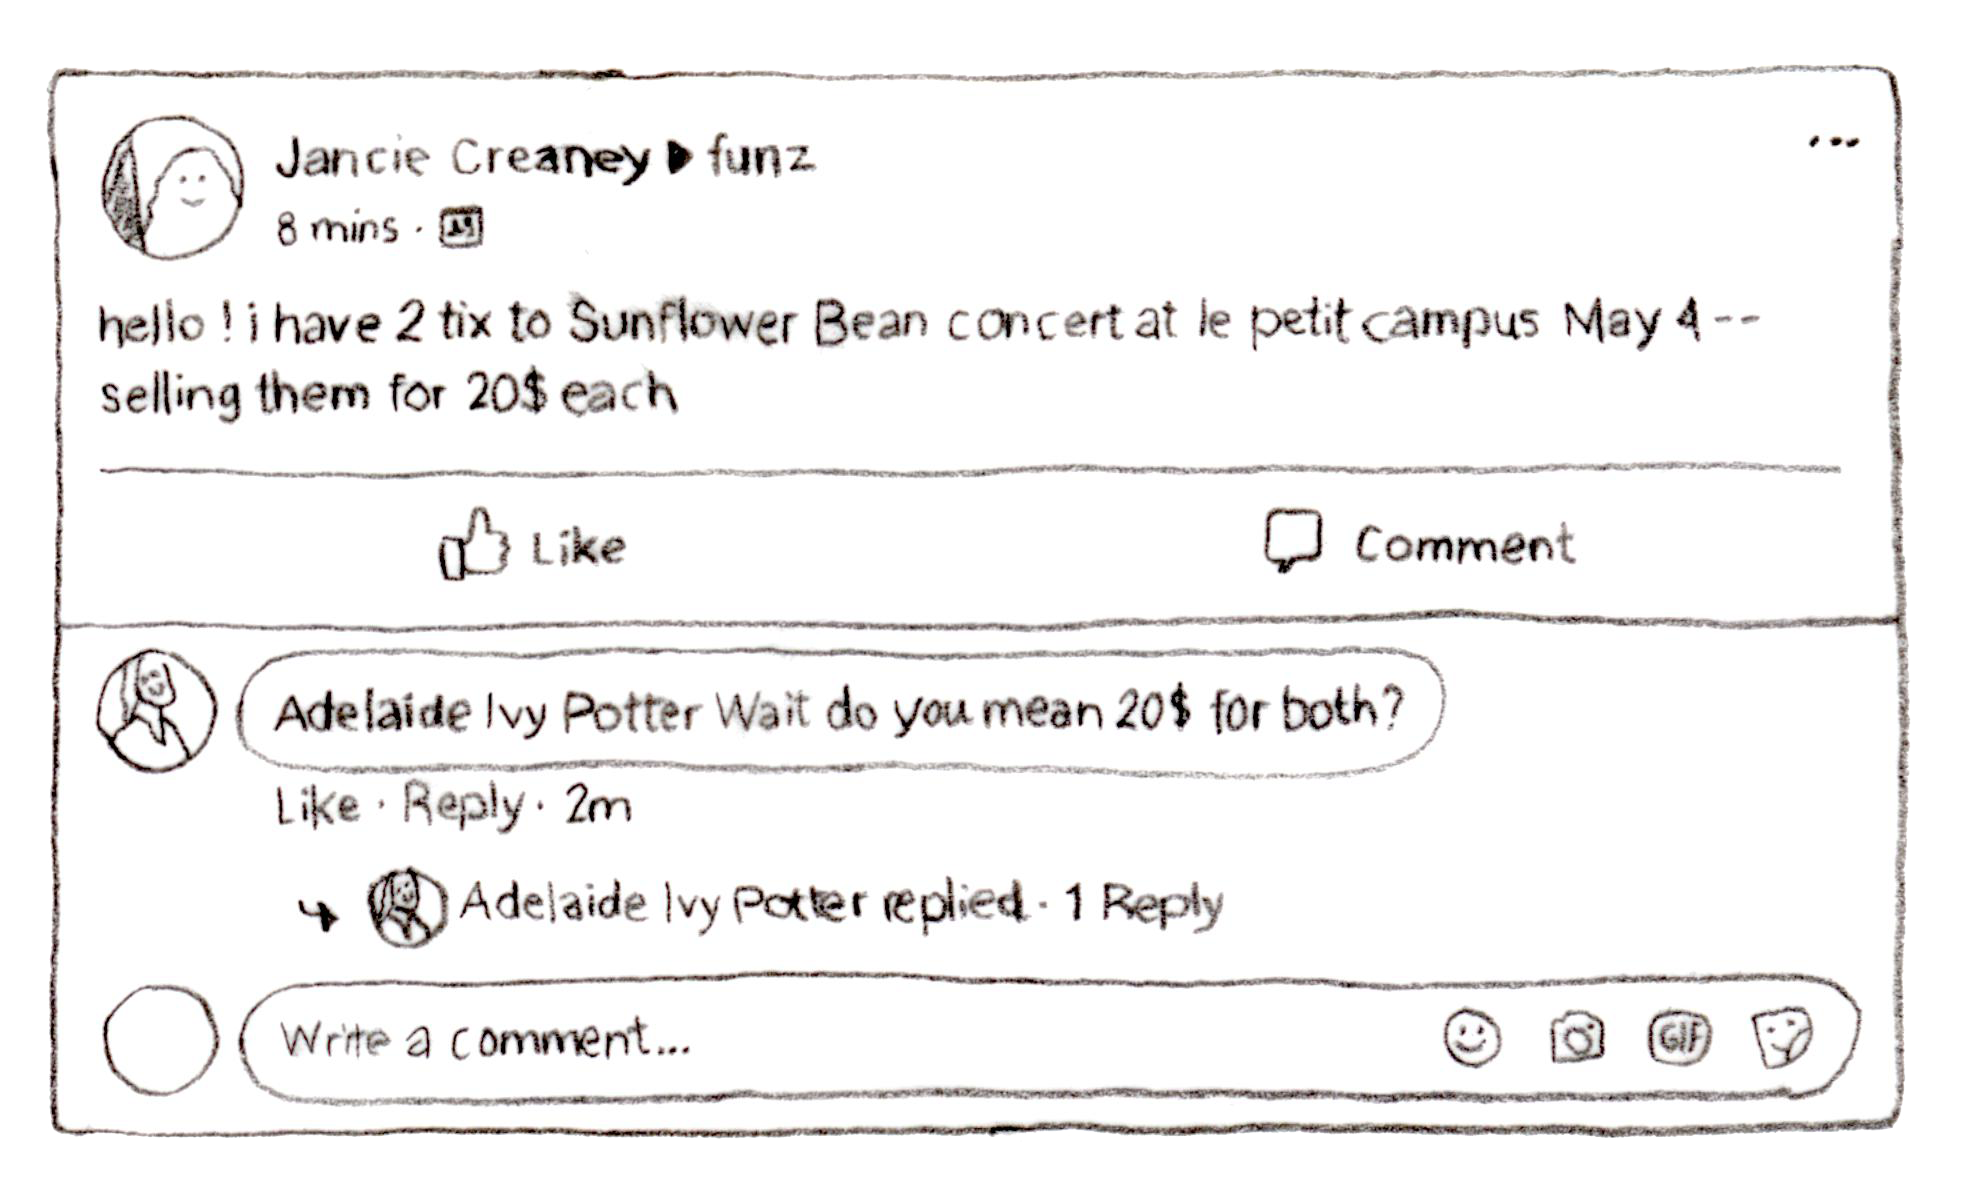 Jancie Creaney ▶ funz
...
8 mins ·
hello ! i have 2 tix to Sunflower Bean concert at le petit campus May 4 --
selling them for 20$ each
Like
Comment
Adelaide Ivy Potter Wait do you mean 20$ for both?
Like · Reply · 2m
Adelaide Ivy Potter replied · 1 Reply
Write a comment...
GIF